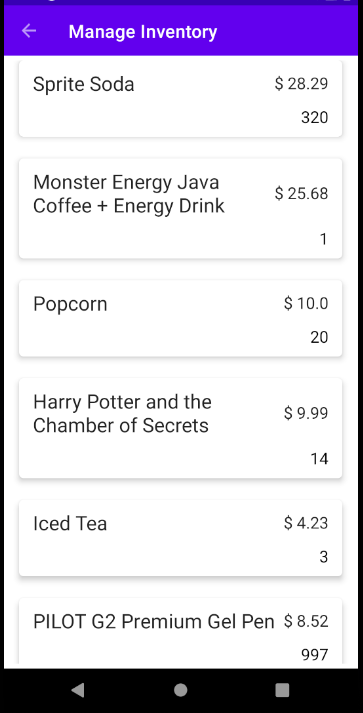 Manage Inventory
Sprite Soda $ 28.29
320
Monster Energy Java
Coffee + Energy Drink
$ 25.68
1
Popcorn $ 10.0
20
Harry Potter and the
Chamber of Secrets
$ 9.99
14
Iced Tea $ 4.23
3
PILOT G2 Premium Gel Pen $ 8.52
997